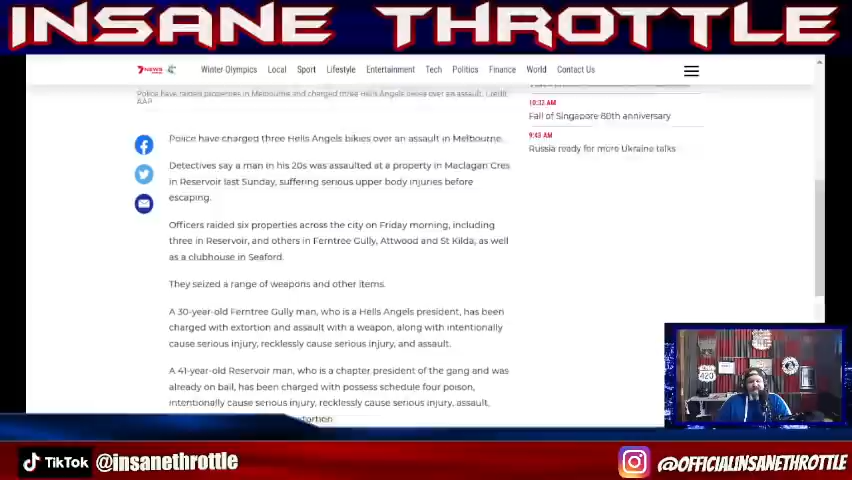 INSANE THROTTLE
7NEWS Winter Olympics Local Sport Lifestyle Entertainment Tech Politics Finance World Contact Us
Police have raided properties in Melbourne and charged three Hells Angels bikies over an assault. Credit:
AAP
10:32 AM
Fall of Singapore 80th anniversary
9:43 AM
Russia ready for more Ukraine talks
Police have charged three Hells Angels bikies over an assault in Melbourne.
Detectives say a man in his 20s was assaulted at a property in Maclagan Cres
in Reservoir last Sunday, suffering serious upper body injuries before
escaping.
Officers raided six properties across the city on Friday morning, including
three in Reservoir, and others in Ferntree Gully, Attwood and St Kilda, as well
as a clubhouse in Seaford.
They seized a range of weapons and other items.
A 30-year-old Ferntree Gully man, who is a Hells Angels president, has been
charged with extortion and assault with a weapon, along with intentionally
cause serious injury, recklessly cause serious injury, and assault.
A 41-year-old Reservoir man, who is a chapter president of the gang and was
already on bail, has been charged with possess schedule four poison,
intentionally cause serious injury, recklessly cause serious injury, assault,
extortion
420
TikTok @insanethrottle
@OFFICIALINSANETHROTTLE